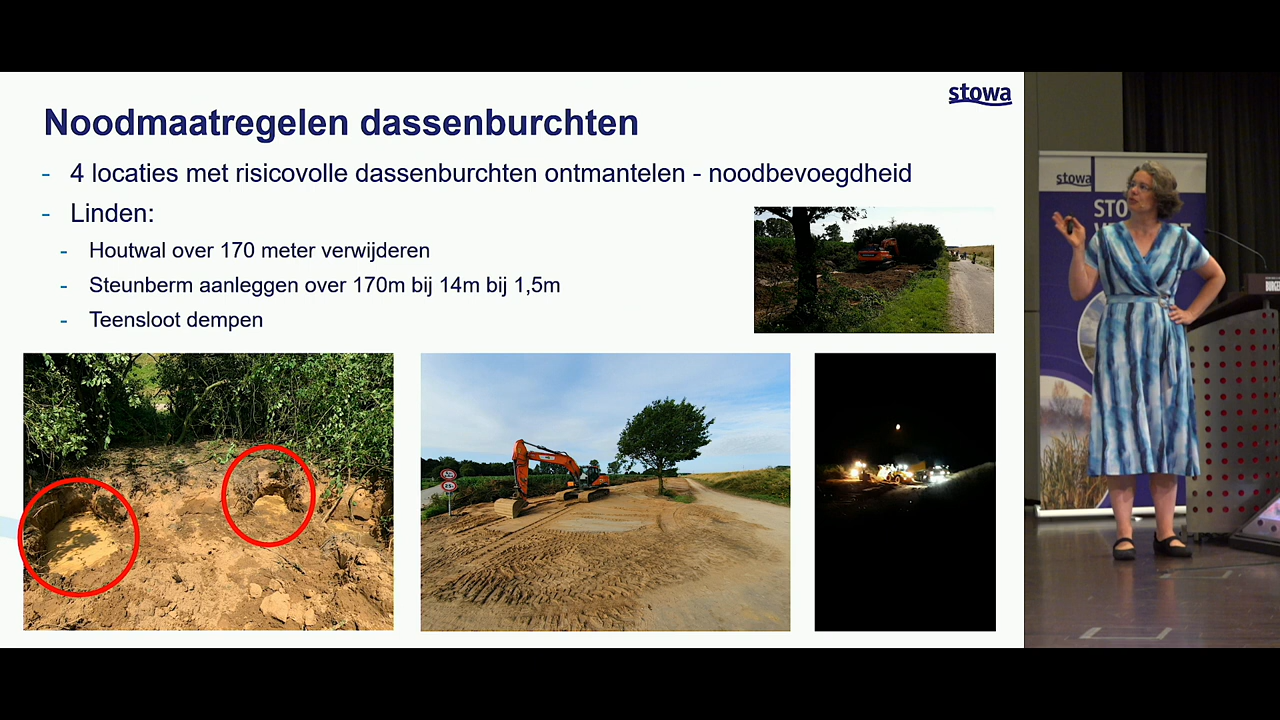 stowa
Noodmaatregelen dassenburchten
- 4 locaties met risicovolle dassenburchten ontmantelen - noodbevoegdheid
- Linden:
- Houtwal over 170 meter verwijderen
- Steunberm aanleggen over 170m bij 14m bij 1,5m
- Teensloot dempen
stowa